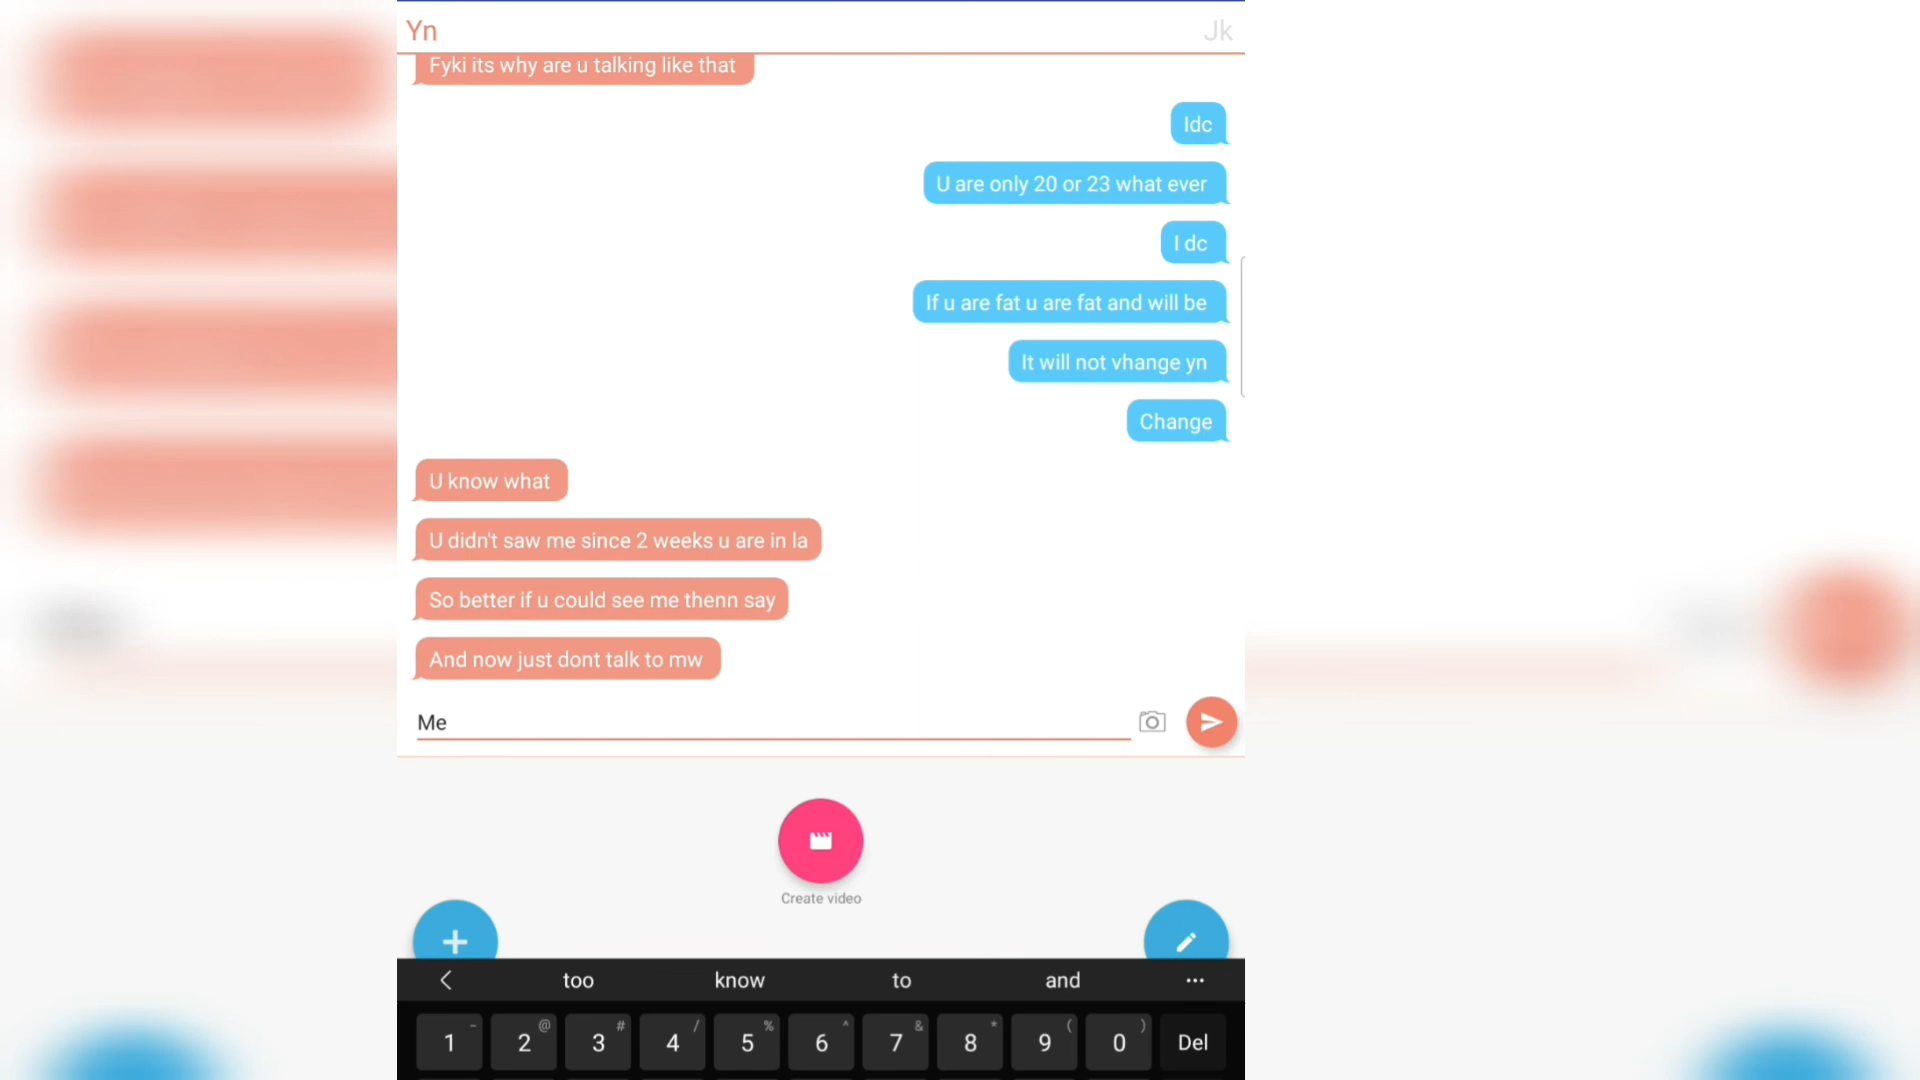 Yn
Jk
Fyki its why are u talking like that
Idc
U are only 20 or 23 what ever
I dc
If u are fat u are fat and will be
It will not vhange yn
Change
U know what
U didn't saw me since 2 weeks u are in la
So better if u could see me thenn say
And now just dont talk to mw
Me
Create video
too know to and ...
- @ # / % ^ & * ( )
1 2 3 4 5 6 7 8 9 0 Del